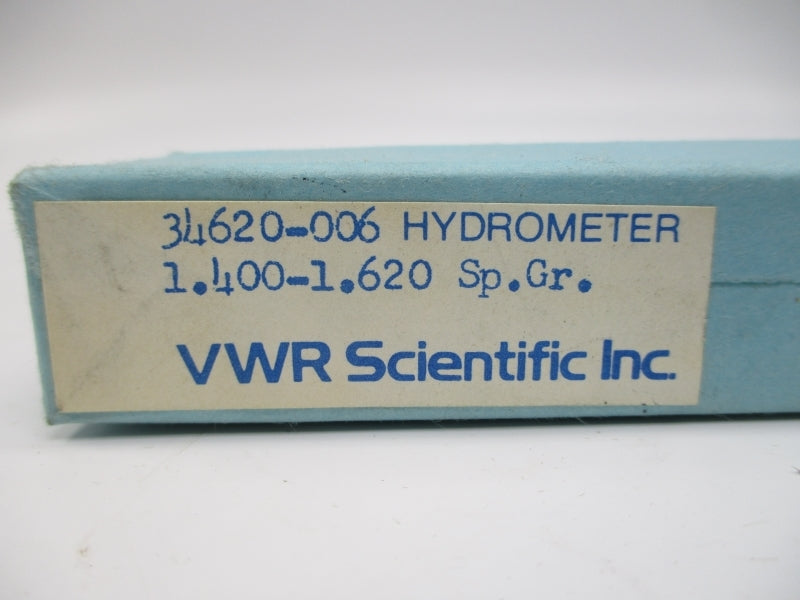 34620-006 HYDROMETER
1.400-1.620 Sp.Gr.
VWR Scientific Inc.